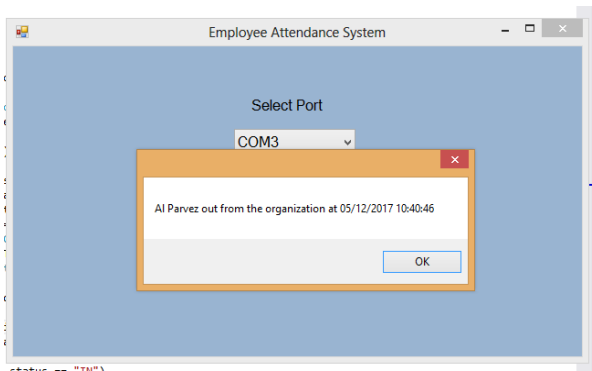 Employee Attendance System
Select Port
COM3
Al Parvez out from the organization at 05/12/2017 10:40:46
OK
status == "IN")